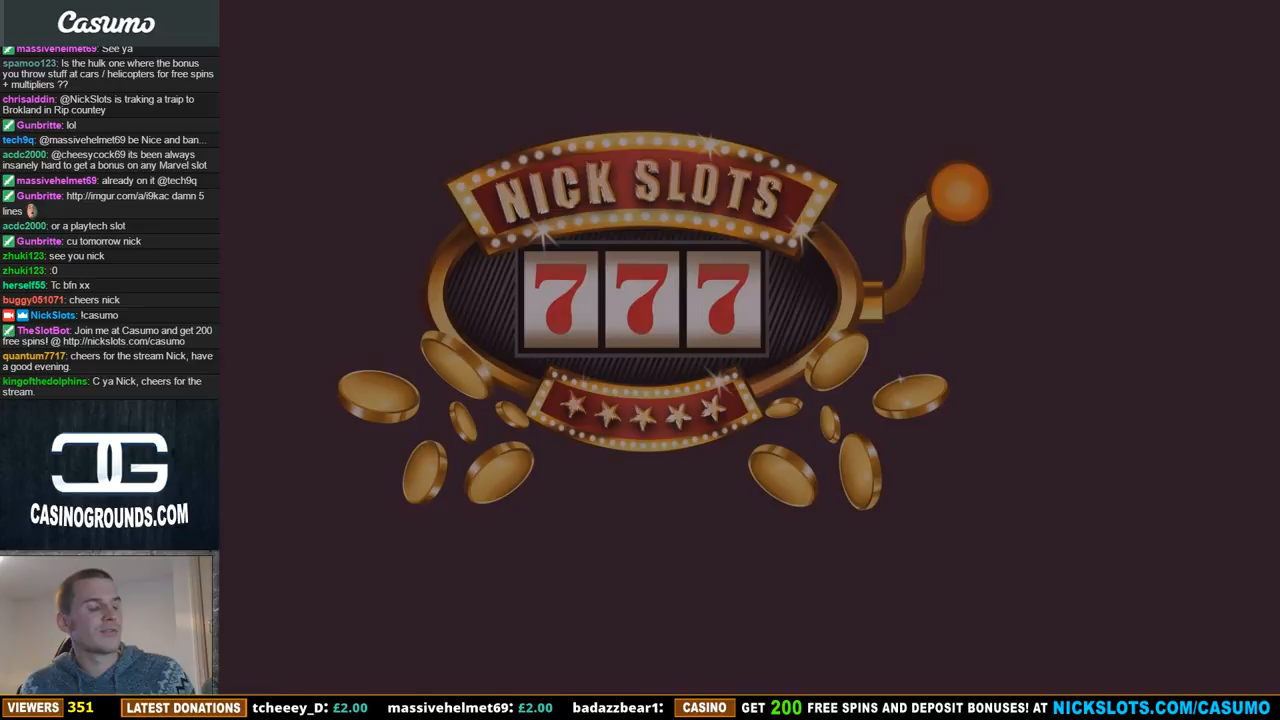 Casumo
massivehelmet69: See ya
spamoo123: Is the hulk one where the bonus
you throw stuff at cars / helicopters for free spins
+ multipliers ??
chrisalddin: @NickSlots is traking a traip to
Brokland in Rip countey
Gunbritte: lol
tech9q: @massivehelmet69 be Nice and ban...
acdc2000: @cheesycock69 its been always
insanely hard to get a bonus on any Marvel slot
massivehelmet69: already on it @tech9q
Gunbritte: http://imgur.com/a/i9kac damn 5
lines
acdc2000: or a playtech slot
Gunbritte: cu tomorrow nick
zhuki123: see you nick
zhuki123: :0
herself55: Tc bfn xx
buggy051071: cheers nick
NickSlots: !casumo
TheSlotBot: Join me at Casumo and get 200
free spins! @ http://nickslots.com/casumo
quantum7717: cheers for the stream Nick, have
a good evening.
kingofthedolphins: C ya Nick, cheers for the
stream.
CG
CASINOGROUNDS.COM
NICK SLOTS
7 7 7
VIEWERS 351 LATEST DONATIONS tcheeey_D: £2.00 massivehelmet69: £2.00 badazzbear1: CASINO GET 200 FREE SPINS AND DEPOSIT BONUSES! AT NICKSLOTS.COM/CASUMO